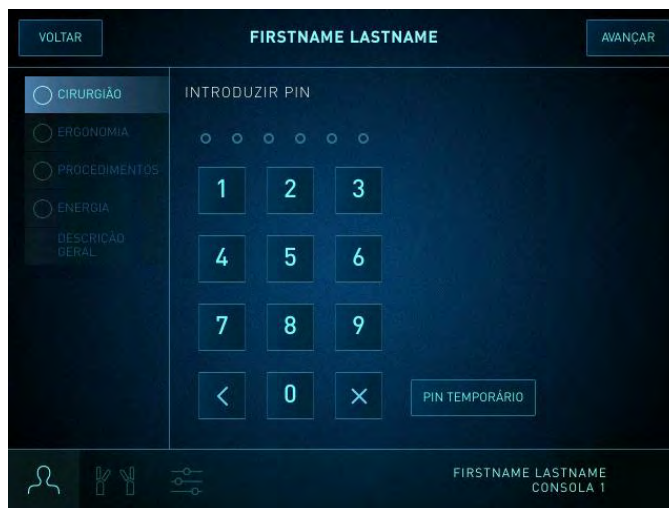 VOLTAR
FIRSTNAME LASTNAME
AVANÇAR
CIRURGIÃO
INTRODUZIR PIN
ERGONOMIA
PROCEDIMENTOS
ENERGIA
DESCRIÇÃO
GERAL
1 2 3
4 5 6
7 8 9
< 0 ×
PIN TEMPORÁRIO
FIRSTNAME LASTNAME
CONSOLA 1